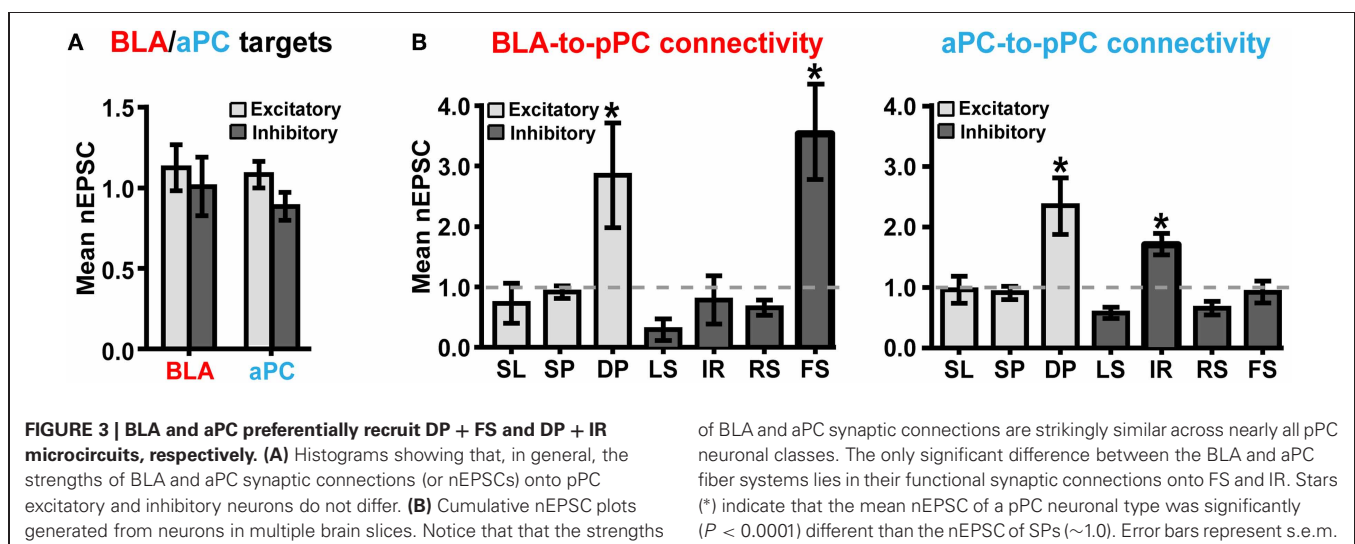 A BLA/aPC targets
Excitatory
Inhibitory
Mean nEPSC
1.5
1.0
0.5
0.0
BLA aPC
B BLA-to-pPC connectivity
Excitatory
Inhibitory
Mean nEPSC
4.0
3.0
2.0
1.0
0.0
* *
SL SP DP LS IR RS FS
aPC-to-pPC connectivity
Excitatory
Inhibitory
4.0
3.0
2.0
1.0
0.0
* *
SL SP DP LS IR RS FS
FIGURE 3 | BLA and aPC preferentially recruit DP + FS and DP + IR
microcircuits, respectively. (A) Histograms showing that, in general, the
strengths of BLA and aPC synaptic connections (or nEPSCs) onto pPC
excitatory and inhibitory neurons do not differ. (B) Cumulative nEPSC plots
generated from neurons in multiple brain slices. Notice that that the strengths
of BLA and aPC synaptic connections are strikingly similar across nearly all pPC
neuronal classes. The only significant difference between the BLA and aPC
fiber systems lies in their functional synaptic connections onto FS and IR. Stars
(*) indicate that the mean nEPSC of a pPC neuronal type was significantly
(P < 0.0001) different than the nEPSC of SPs (~1.0). Error bars represent s.e.m.